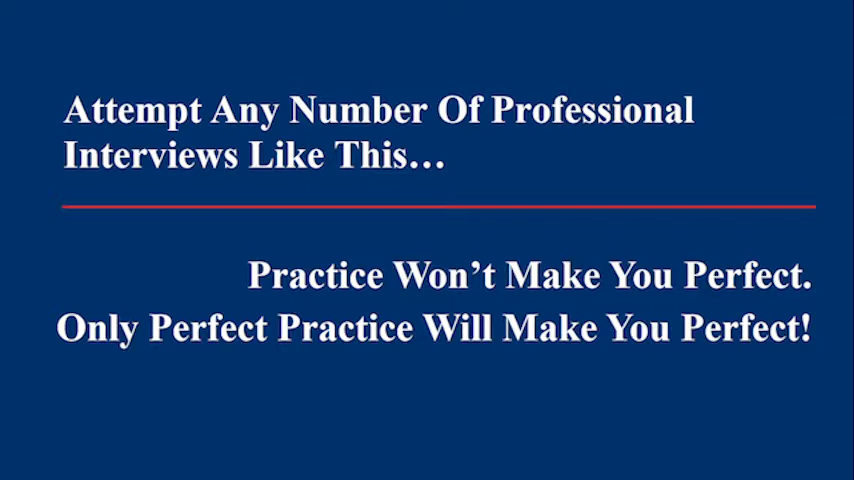 Attempt Any Number Of Professional
Interviews Like This…
Practice Won’t Make You Perfect.
Only Perfect Practice Will Make You Perfect!